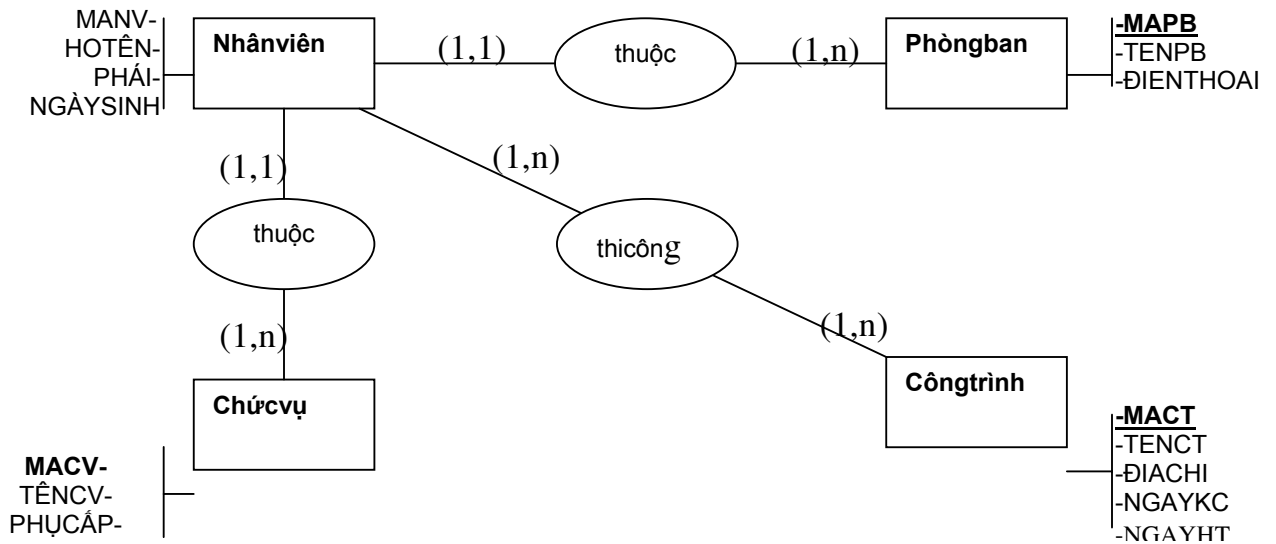 MANV-
HOTÊN-
PHÁI-
NGÀYSINH
Nhânviên
(1,1)
thuộc
(1,n)
Phòngban
-MAPB
-TENPB
-ĐIENTHOAI
(1,1)
(1,n)
thuộc
thicông
(1,n)
(1,n)
Chứcvụ
Côngtrình
MACV-
TÊNCV-
PHỤCẤP-
-MACT
-TENCT
-ĐIACHI
-NGAYKC
-NGAYHT